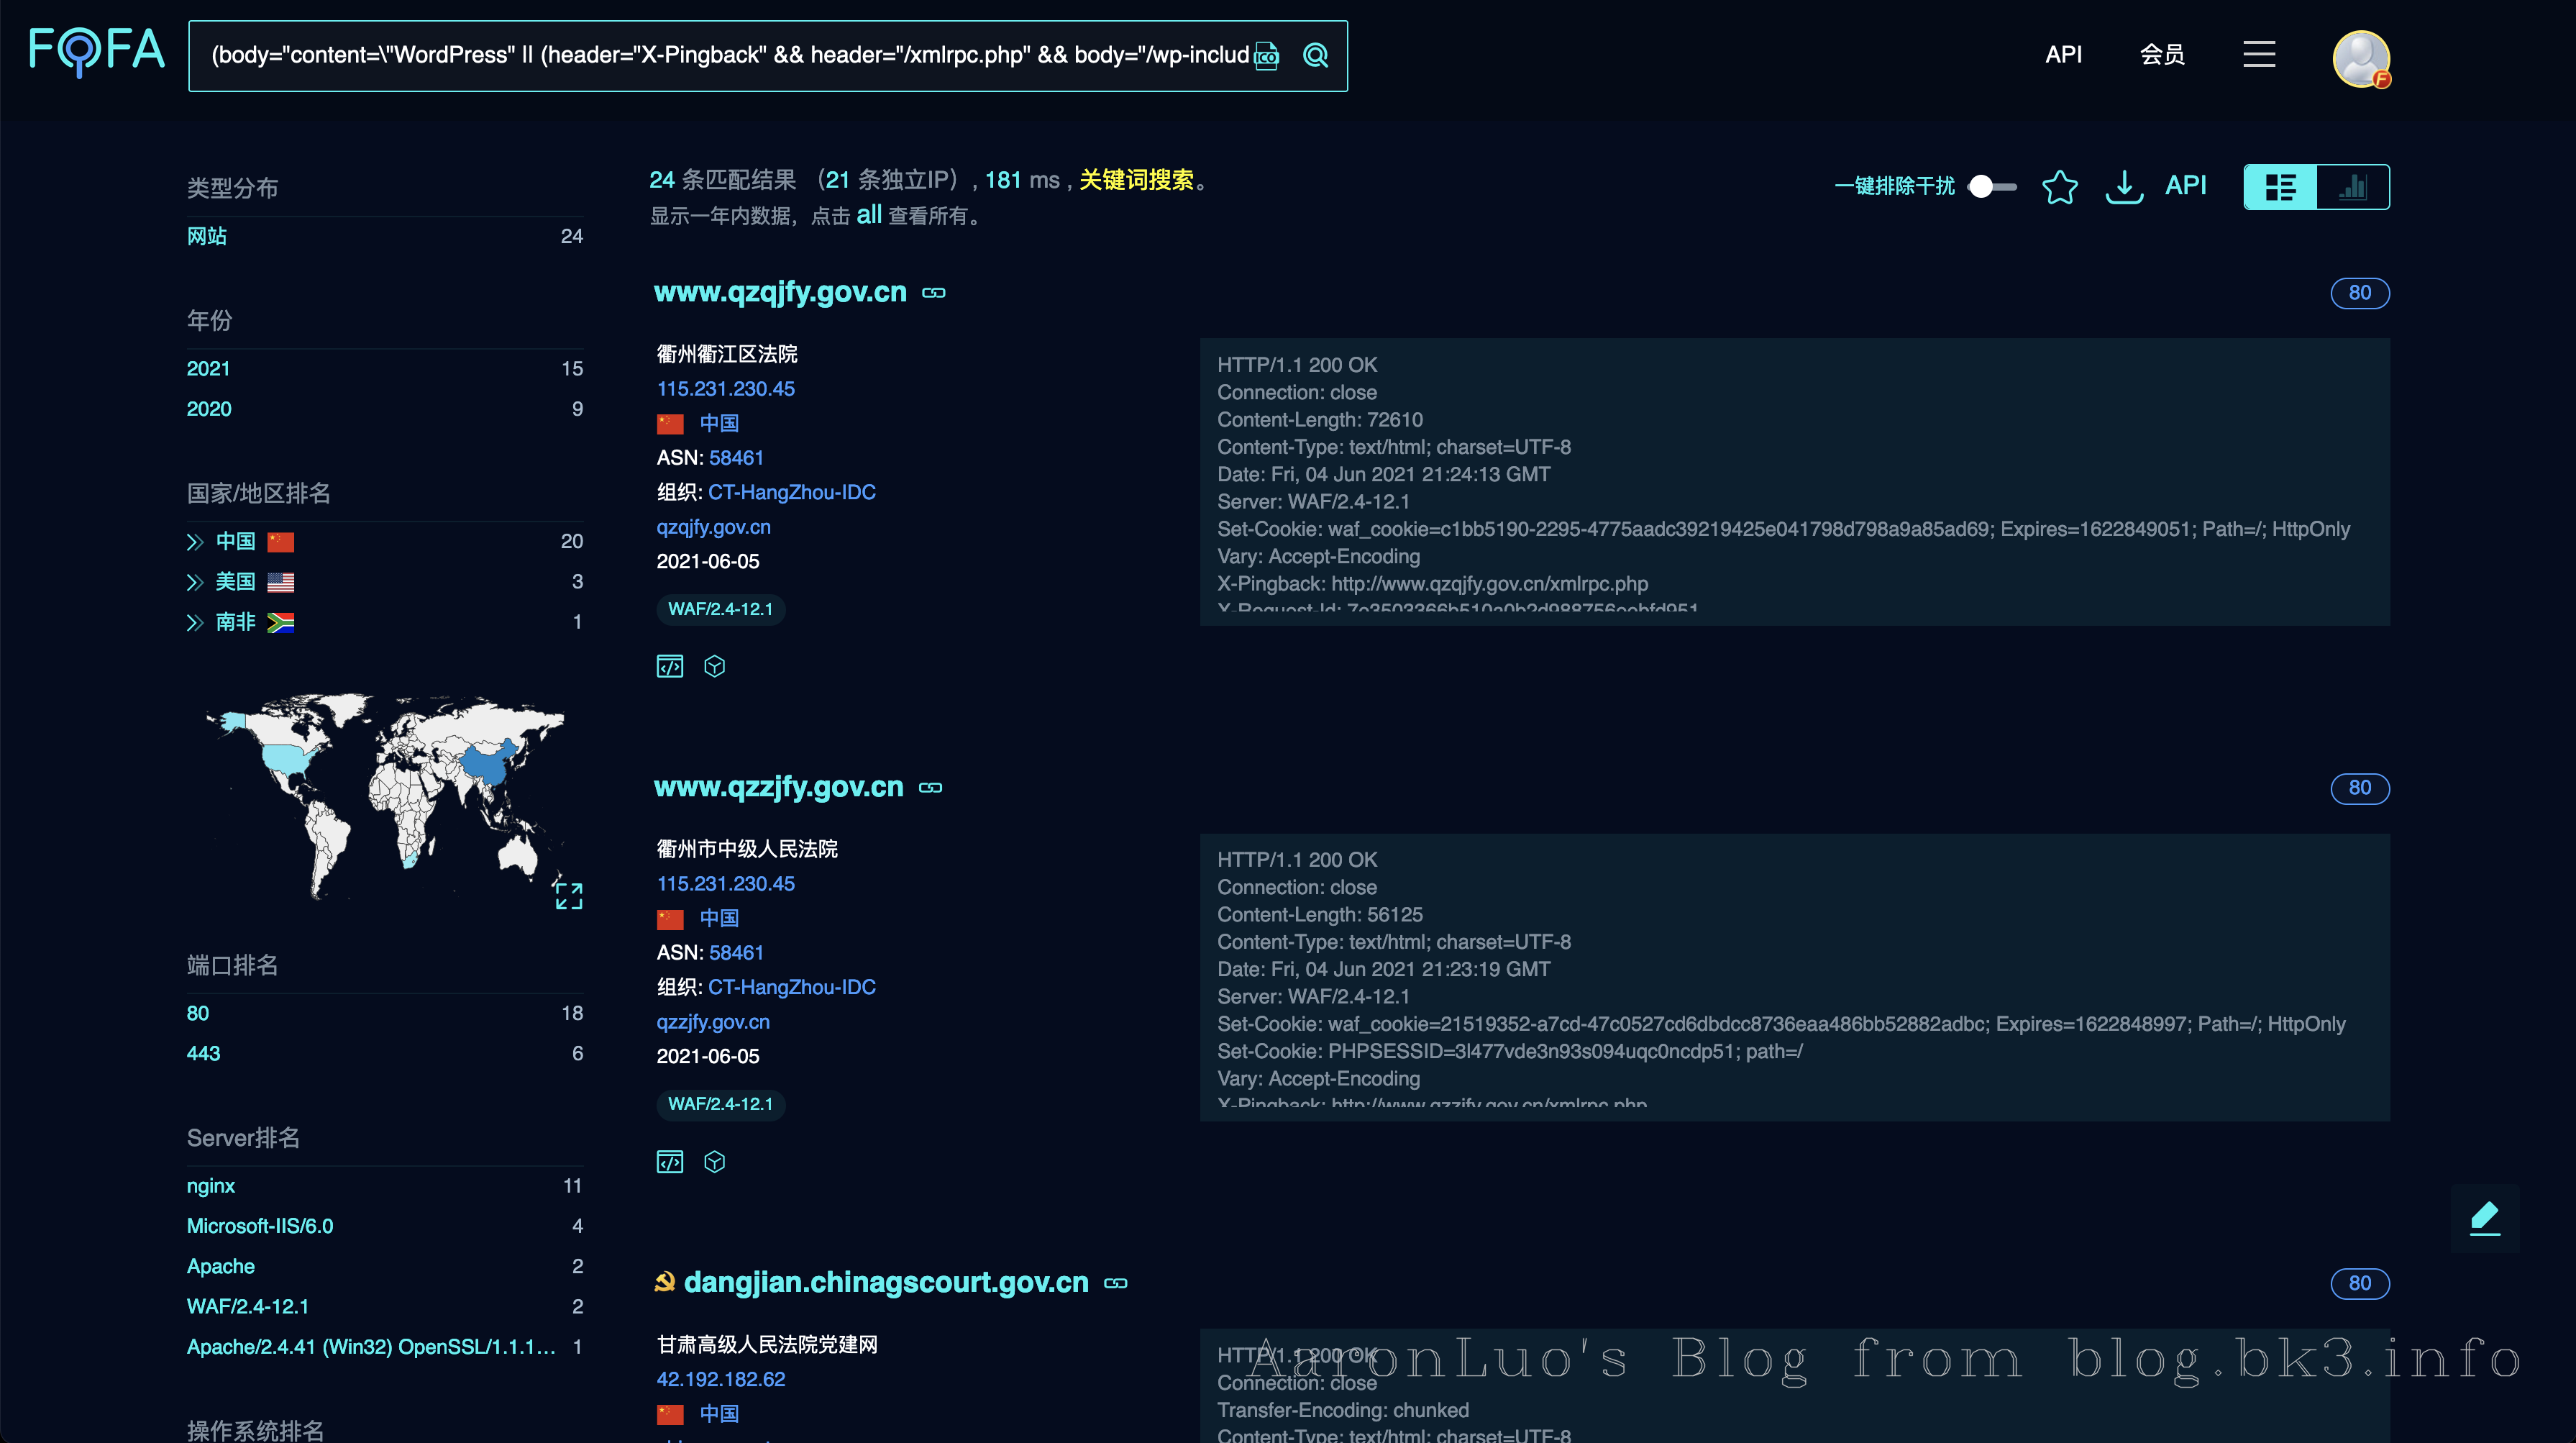 FOFA
(body="content=\"WordPress" || (header="X-Pingback" && header="/xmlrpc.php" && body="/wp-includ
ICO
API
会员
F
类型分布
网站 24
年份
2021 15
2020 9
国家/地区排名
中国 20
美国 3
南非 1
端口排名
80 18
443 6
Server排名
nginx 11
Microsoft-IIS/6.0 4
Apache 2
WAF/2.4-12.1 2
Apache/2.4.41 (Win32) OpenSSL/1.1.1... 1
操作系统排名
24 条匹配结果 （21 条独立IP）, 181 ms , 关键词搜索。
显示一年内数据，点击 all 查看所有。
一键排除干扰
API
www.qzqjfy.gov.cn
80
衢州衢江区法院
115.231.230.45
中国
ASN: 58461
组织: CT-HangZhou-IDC
qzqjfy.gov.cn
2021-06-05
WAF/2.4-12.1
HTTP/1.1 200 OK
Connection: close
Content-Length: 72610
Content-Type: text/html; charset=UTF-8
Date: Fri, 04 Jun 2021 21:24:13 GMT
Server: WAF/2.4-12.1
Set-Cookie: waf_cookie=c1bb5190-2295-4775aadc39219425e041798d798a9a85ad69; Expires=1622849051; Path=/; HttpOnly
Vary: Accept-Encoding
X-Pingback: http://www.qzqjfy.gov.cn/xmlrpc.php
X-Request-Id:
www.qzzjfy.gov.cn
80
衢州市中级人民法院
115.231.230.45
中国
ASN: 58461
组织: CT-HangZhou-IDC
qzzjfy.gov.cn
2021-06-05
WAF/2.4-12.1
HTTP/1.1 200 OK
Connection: close
Content-Length: 56125
Content-Type: text/html; charset=UTF-8
Date: Fri, 04 Jun 2021 21:23:19 GMT
Server: WAF/2.4-12.1
Set-Cookie: waf_cookie=21519352-a7cd-47c0527cd6dbdcc8736eaa486bb52882adbc; Expires=1622848997; Path=/; HttpOnly
Set-Cookie: PHPSESSID=3l477vde3n93s094uqc0ncdp51; path=/
Vary: Accept-Encoding
X-Pingback: http://www.qzzjfy.gov.cn/xmlrpc.php
dangjian.chinagscourt.gov.cn
80
甘肃高级人民法院党建网
42.192.182.62
中国
HTTP/1.1 200 OK
Connection: close
Transfer-Encoding: chunked
Content-Type: text/html; charset=UTF-8
AaronLuo's Blog from blog.bk3.info